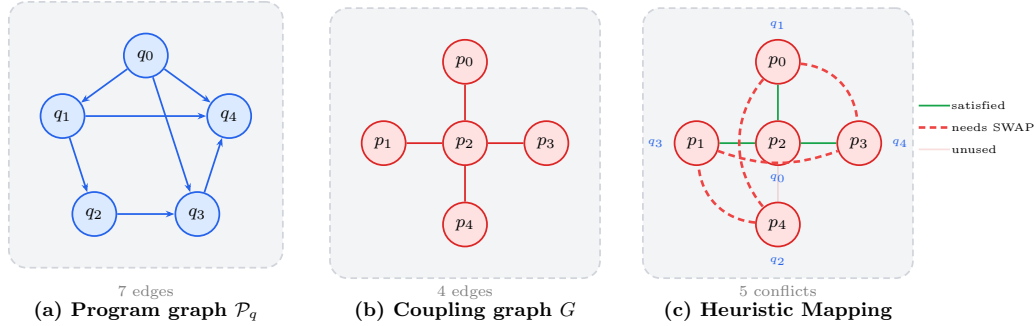 q0
q1
q4
q2
q3
7 edges
(a) Program graph 𝒫q
p0
p1
p2
p3
p4
4 edges
(b) Coupling graph G
q1
p0
q3
p1
p2
p3
q4
q0
p4
q2
5 conflicts
(c) Heuristic Mapping
satisfied
needs SWAP
unused